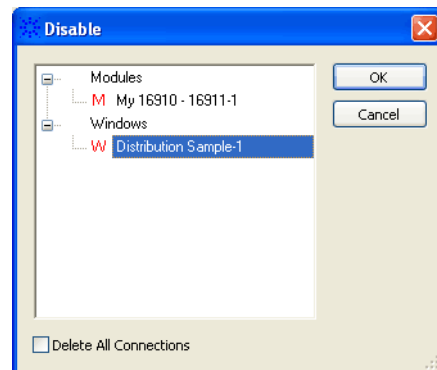 Disable
Modules
M My 16910 - 16911-1
Windows
W Distribution Sample-1
OK
Cancel
Delete All Connections